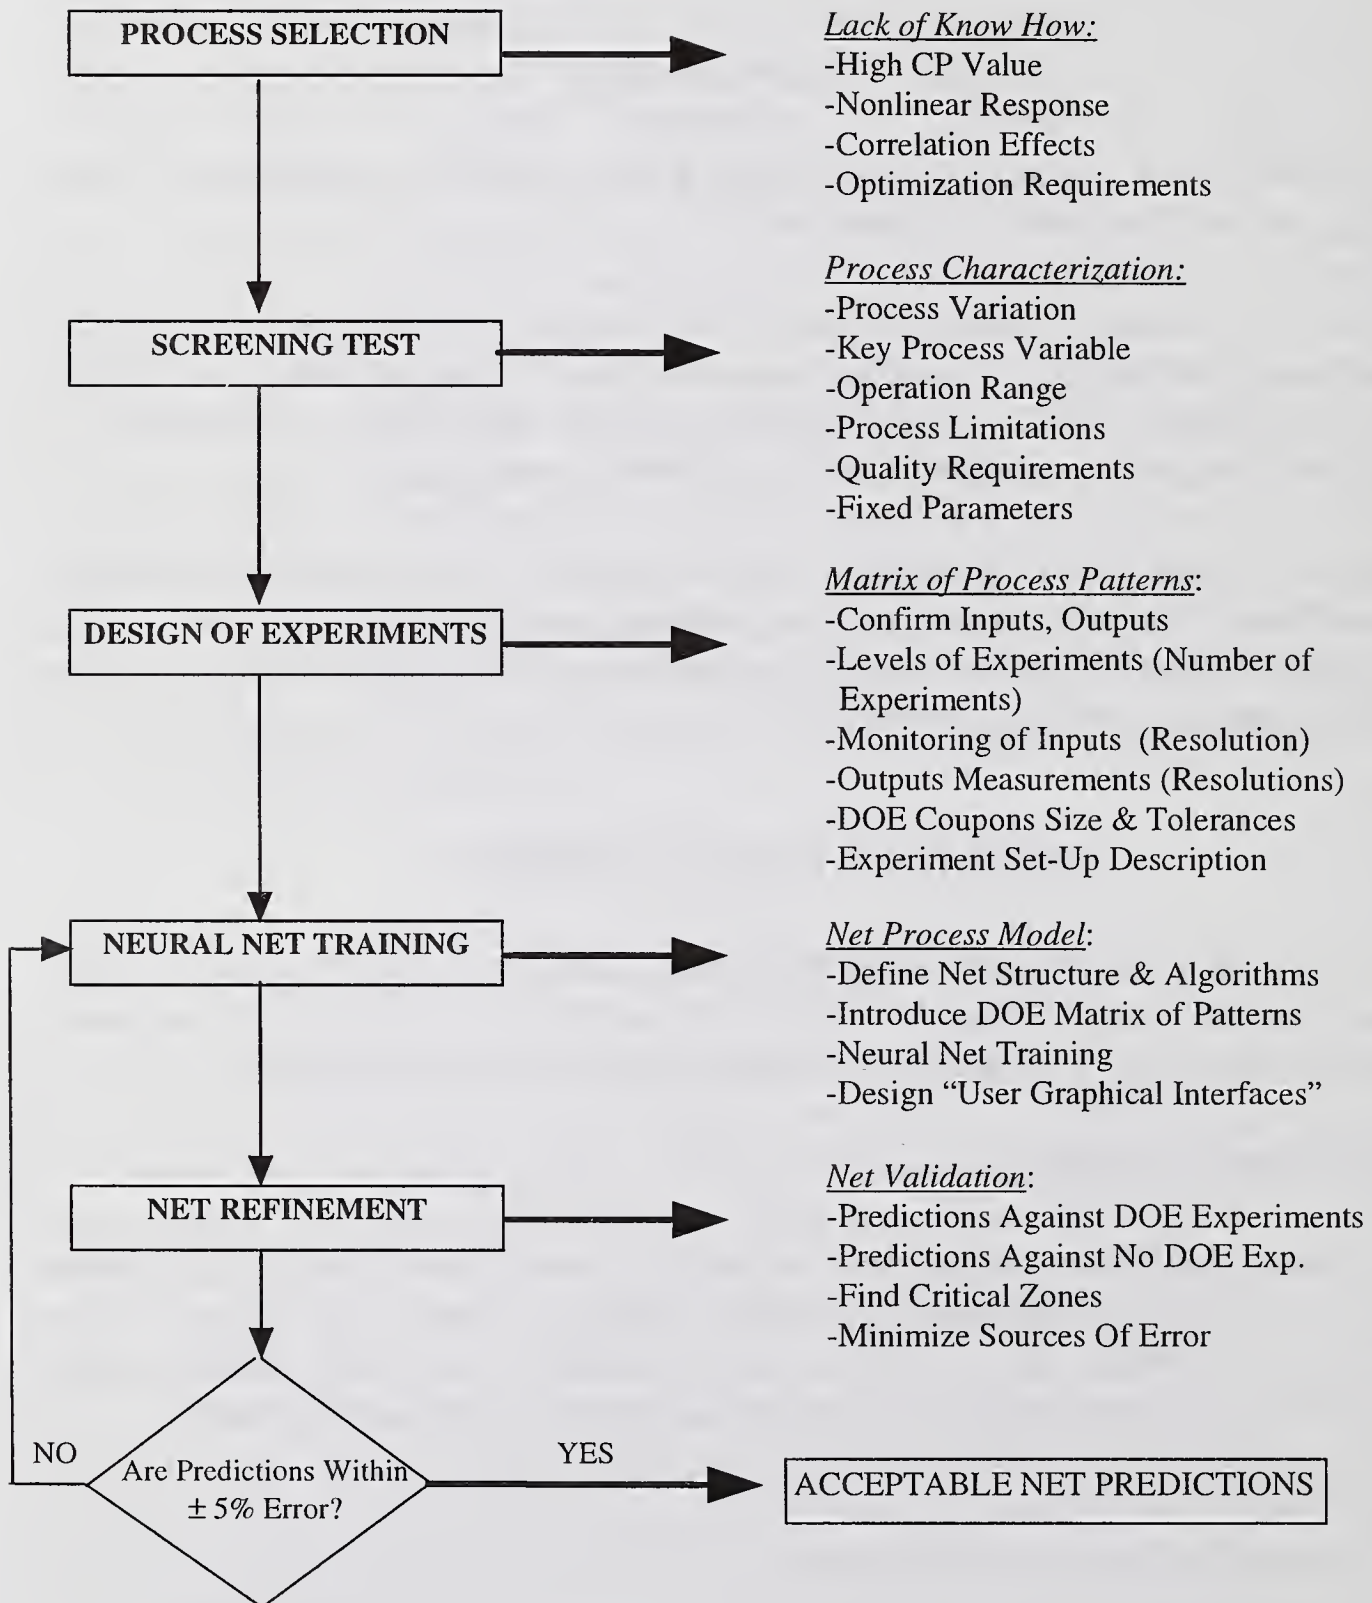 PROCESS SELECTION
Lack of Know How:
-High CP Value
-Nonlinear Response
-Correlation Effects
-Optimization Requirements
SCREENING TEST
Process Characterization:
-Process Variation
-Key Process Variable
-Operation Range
-Process Limitations
-Quality Requirements
-Fixed Parameters
DESIGN OF EXPERIMENTS
Matrix of Process Patterns:
-Confirm Inputs, Outputs
-Levels of Experiments (Number of
Experiments)
-Monitoring of Inputs (Resolution)
-Outputs Measurements (Resolutions)
-DOE Coupons Size & Tolerances
-Experiment Set-Up Description
NEURAL NET TRAINING
Net Process Model:
-Define Net Structure & Algorithms
-Introduce DOE Matrix of Patterns
-Neural Net Training
-Design “User Graphical Interfaces”
NET REFINEMENT
Net Validation:
-Predictions Against DOE Experiments
-Predictions Against No DOE Exp.
-Find Critical Zones
-Minimize Sources Of Error
NO
Are Predictions Within
± 5% Error?
YES
ACCEPTABLE NET PREDICTIONS